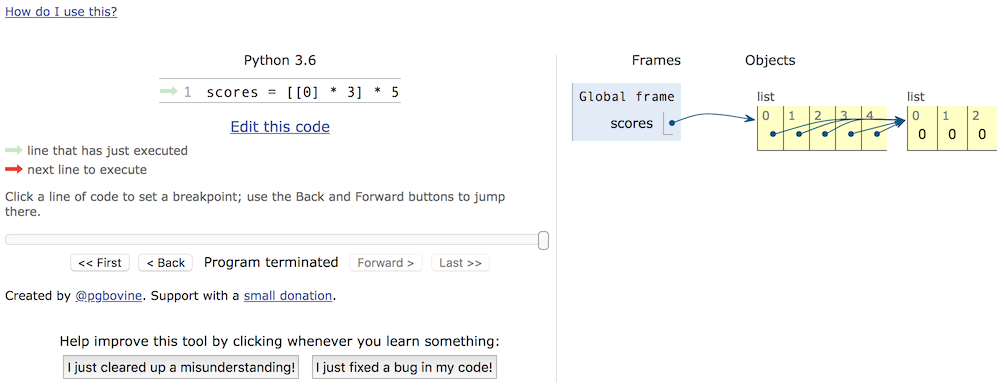 How do I use this?
Python 3.6
1 scores = [[0] * 3] * 5
Edit this code
line that has just executed
next line to execute
Click a line of code to set a breakpoint; use the Back and Forward buttons to jump
there.
<< First < Back Program terminated Forward > Last >>
Created by @pgbovine. Support with a small donation.
Help improve this tool by clicking whenever you learn something:
I just cleared up a misunderstanding! I just fixed a bug in my code!
Frames Objects
Global frame
scores
list list
0 1 2 3 4 0 1 2
0 0 0